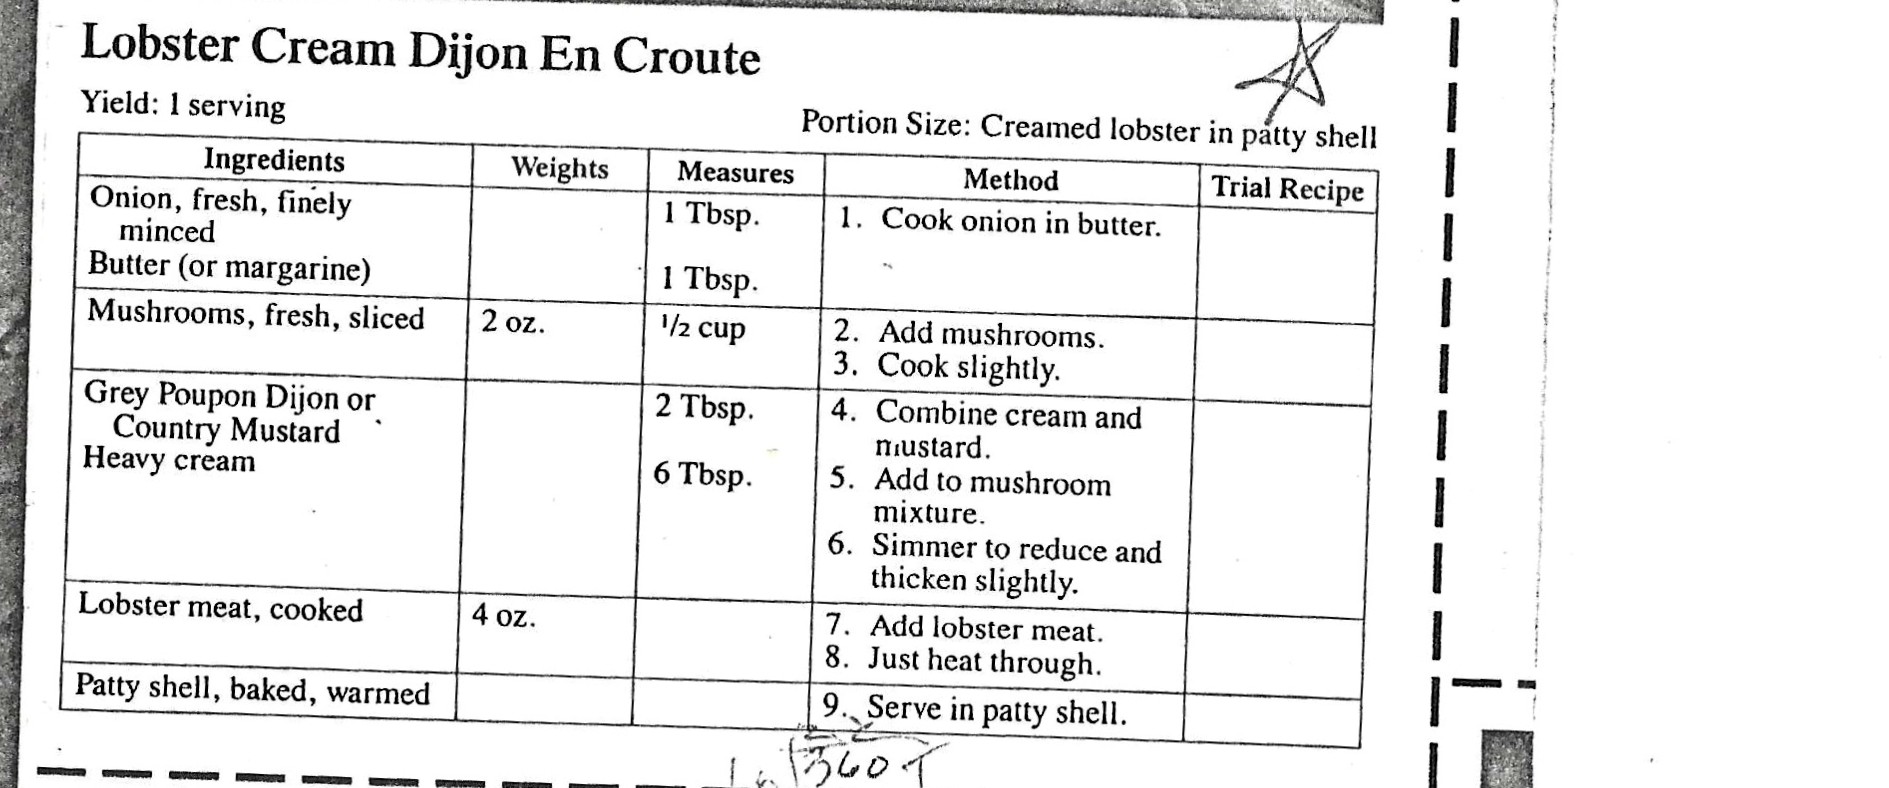 Lobster Cream Dijon En Croute
Yield: 1 serving
Portion Size: Creamed lobster in patty shell
Ingredients Weights Measures Method Trial Recipe
Onion, fresh, finely 1 Tbsp. 1. Cook onion in butter.
minced
Butter (or margarine) 1 Tbsp.
Mushrooms, fresh, sliced 2 oz. 1/2 cup 2. Add mushrooms.
3. Cook slightly.
Grey Poupon Dijon or 2 Tbsp. 4. Combine cream and
Country Mustard mustard.
Heavy cream 6 Tbsp. 5. Add to mushroom
mixture.
6. Simmer to reduce and
thicken slightly.
Lobster meat, cooked 4 oz. 7. Add lobster meat.
8. Just heat through.
Patty shell, baked, warmed 9. Serve in patty shell.
360